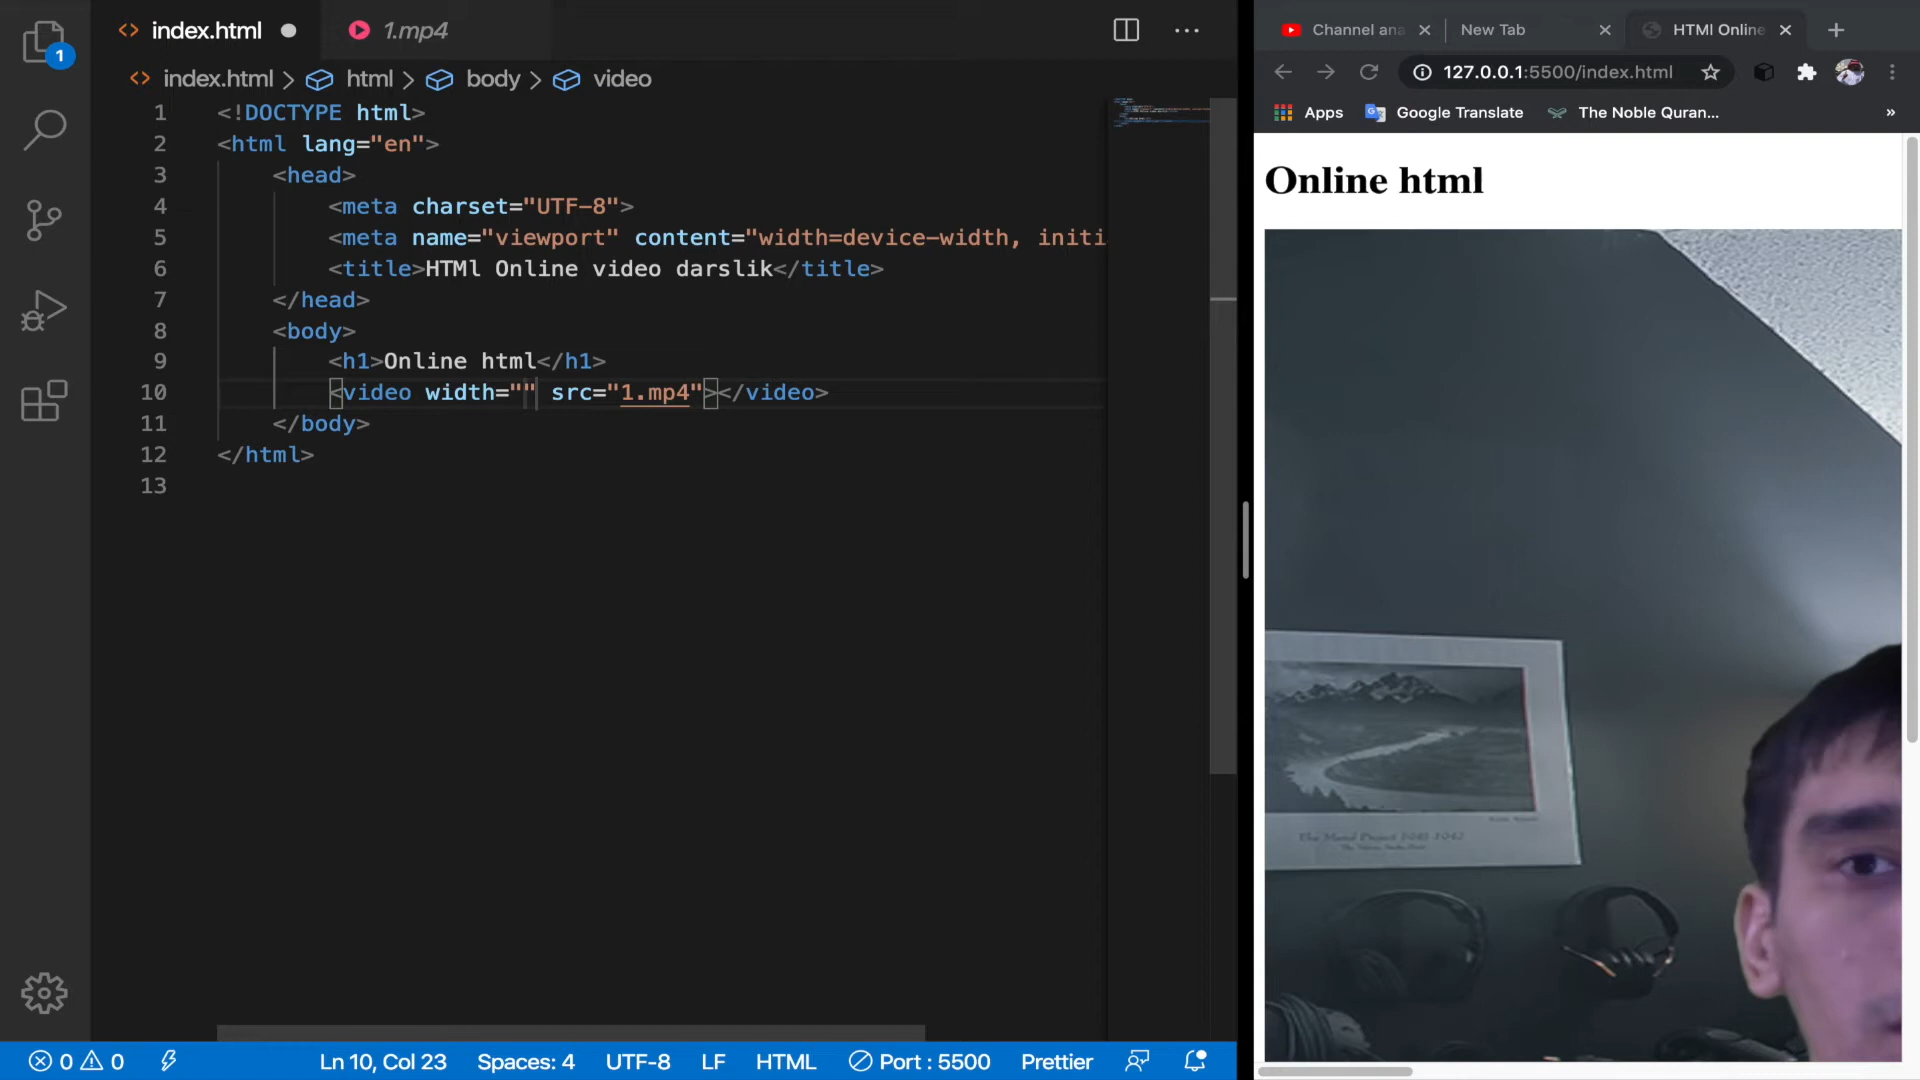 index.html
1.mp4
1
index.html > html > body > video
1 <!DOCTYPE html>
2 <html lang="en">
3 <head>
4 <meta charset="UTF-8">
5 <meta name="viewport" content="width=device-width, initi
6 <title>HTMl Online video darslik</title>
7 </head>
8 <body>
9 <h1>Online html</h1>
10 <video width="" src="1.mp4"></video>
11 </body>
12 </html>
13
0 0
Ln 10, Col 23
Spaces: 4
UTF-8
LF
HTML
Port : 5500
Prettier
Channel ana
New Tab
HTMl Online
127.0.0.1:5500/index.html
Apps
Google Translate
The Noble Quran...
»
Online html